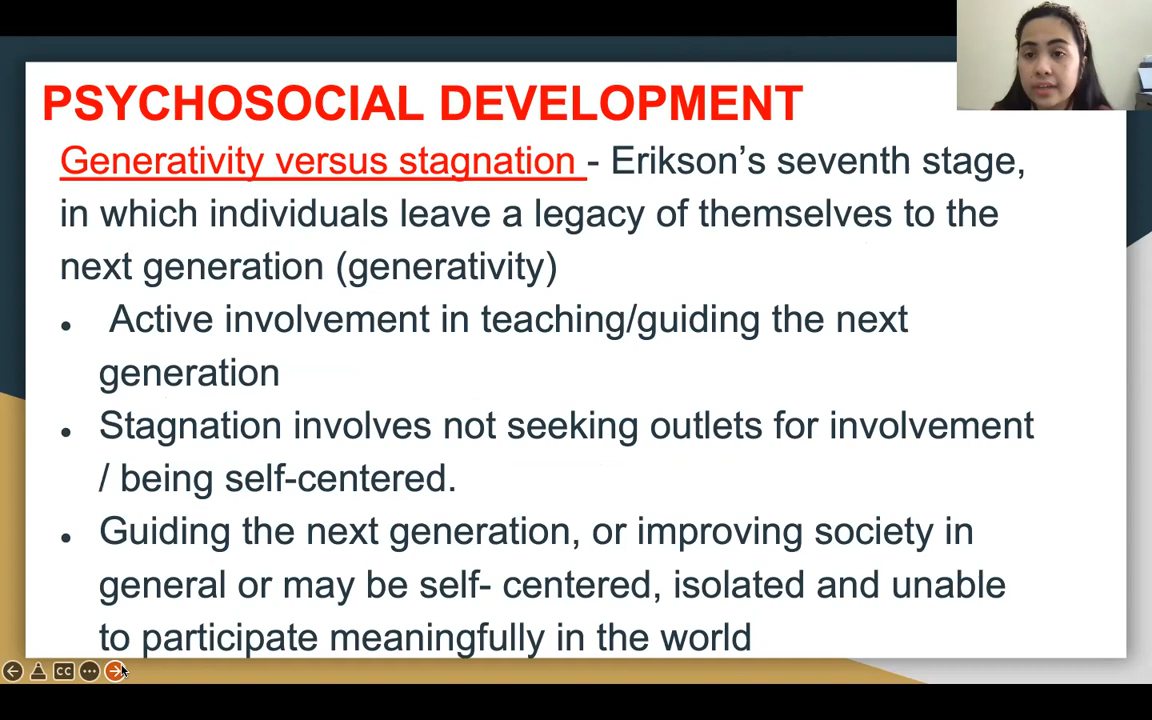 PSYCHOSOCIAL DEVELOPMENT
Generativity versus stagnation - Erikson’s seventh stage,
in which individuals leave a legacy of themselves to the
next generation (generativity)
• Active involvement in teaching/guiding the next
generation
• Stagnation involves not seeking outlets for involvement
/ being self-centered.
• Guiding the next generation, or improving society in
general or may be self- centered, isolated and unable
to participate meaningfully in the world
CC